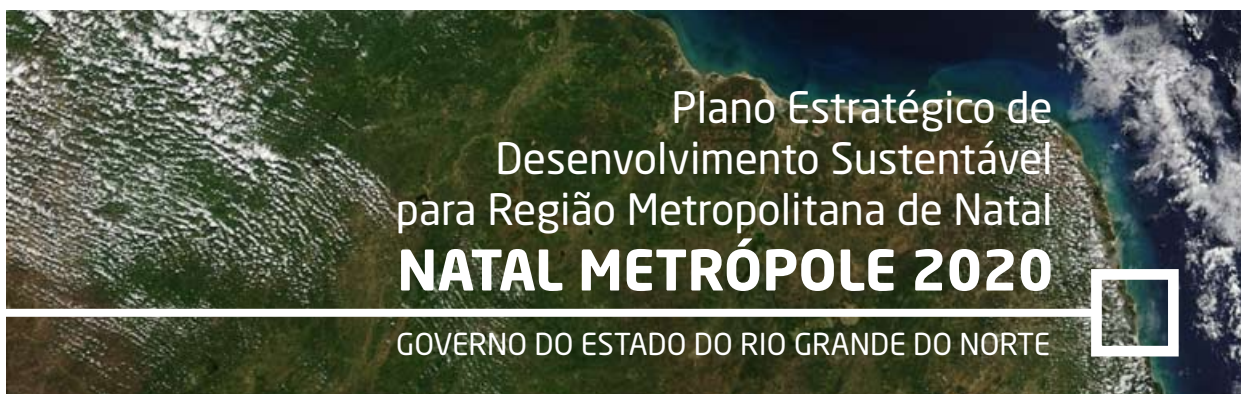 Plano Estratégico de
Desenvolvimento Sustentável
para Região Metropolitana de Natal
NATAL METRÓPOLE 2020
GOVERNO DO ESTADO DO RIO GRANDE DO NORTE